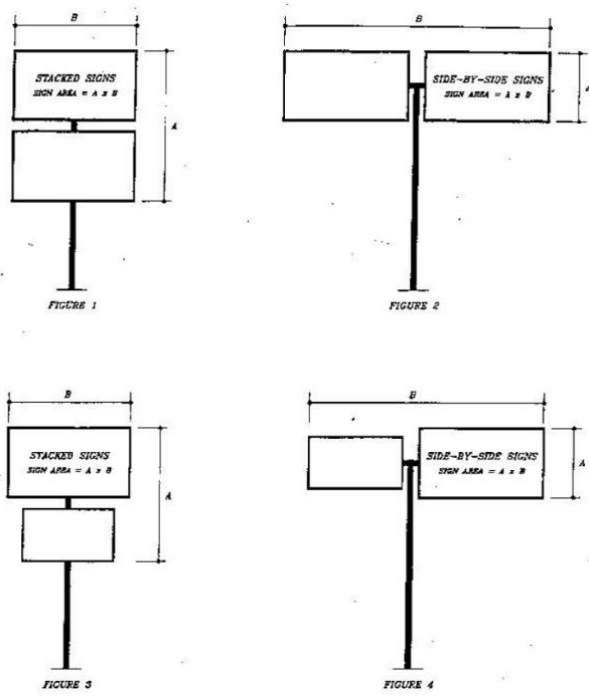 B
STACKED SIGNS
SIGN AREA = A x B
A
FIGURE 1
B
SIDE-BY-SIDE SIGNS
SIGN AREA = A x B
A
FIGURE 2
B
STACKED SIGNS
SIGN AREA = A x B
A
FIGURE 3
B
SIDE-BY-SIDE SIGNS
SIGN AREA = A x B
A
FIGURE 4